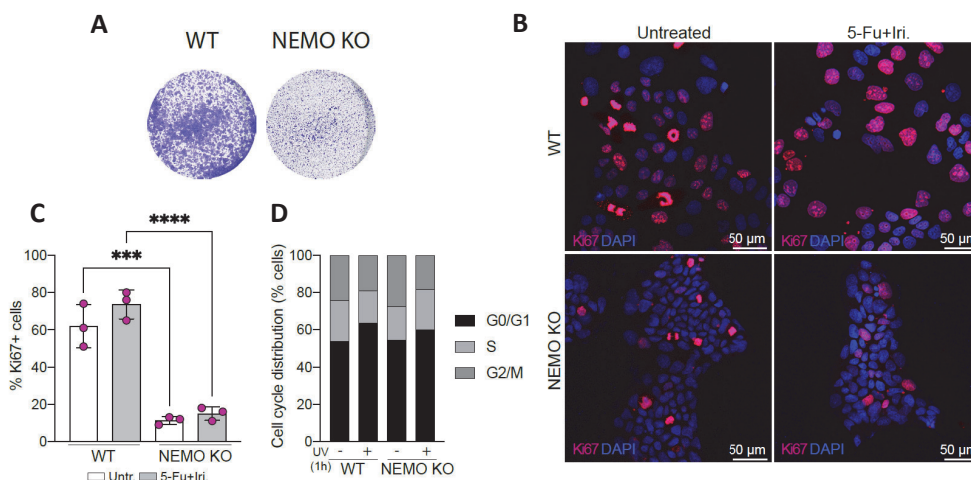 A
WT
NEMO KO
B
Untreated
5-Fu+Iri.
WT
Ki67 DAPI
50 µm
Ki67 DAPI
50 µm
NEMO KO
Ki67 DAPI
50 µm
Ki67 DAPI
50 µm
C
% Ki67+ cells
100
80
60
40
20
0
***
****
WT
NEMO KO
Untr.
5-Fu+Iri.
D
Cell cycle distribution (% cells)
100
80
60
40
20
0
G0/G1
S
G2/M
UV - + - +
(1h) WT NEMO KO